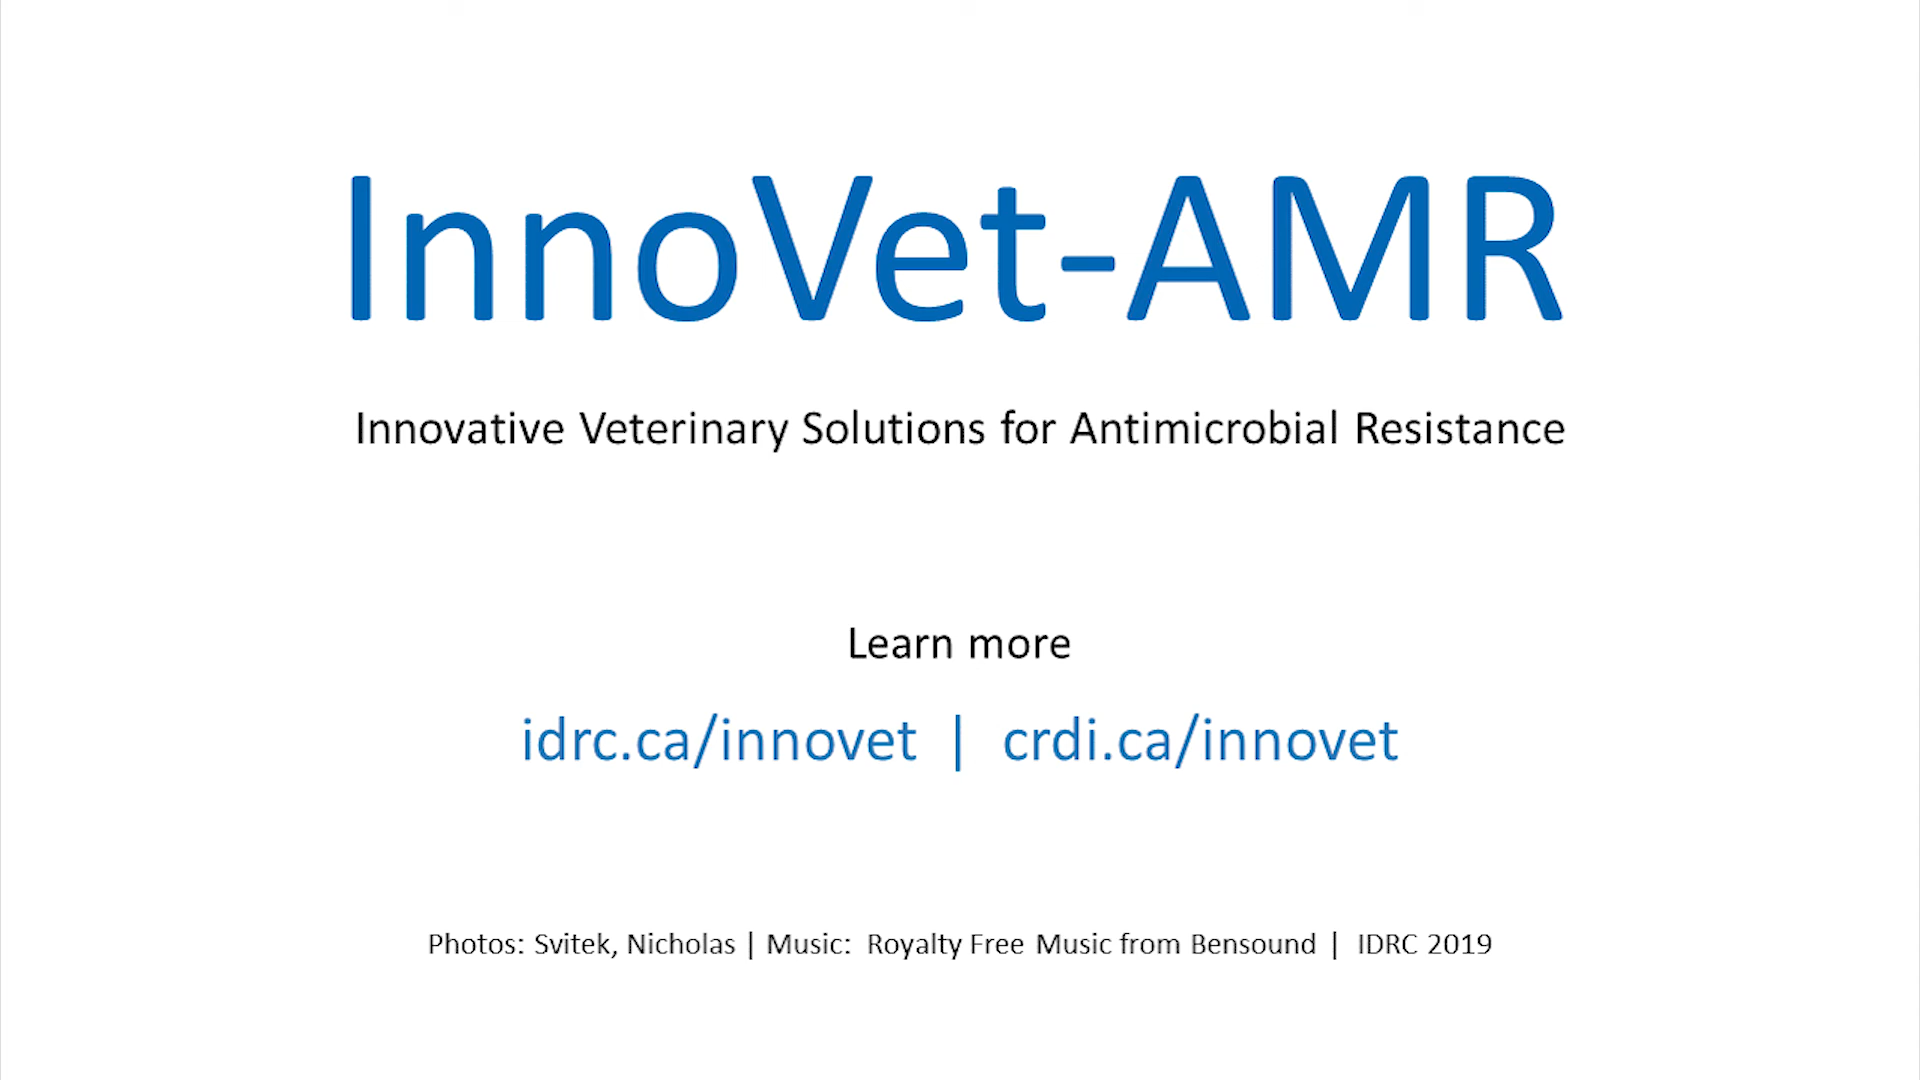 InnoVet-AMR
Innovative Veterinary Solutions for Antimicrobial Resistance
Learn more
idrc.ca/innovet | crdi.ca/innovet
Photos: Svitek, Nicholas | Music: Royalty Free Music from Bensound | IDRC 2019